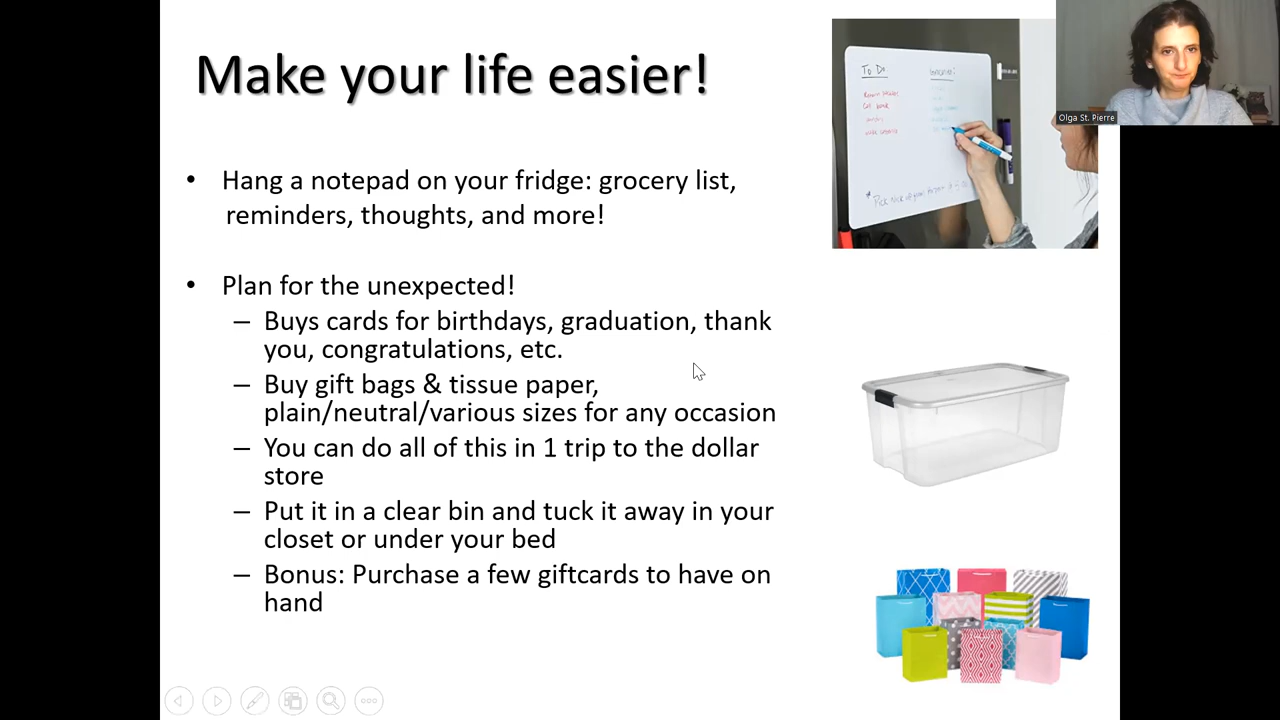 Make your life easier!
• Hang a notepad on your fridge: grocery list,
reminders, thoughts, and more!
• Plan for the unexpected!
– Buys cards for birthdays, graduation, thank
you, congratulations, etc.
– Buy gift bags & tissue paper,
plain/neutral/various sizes for any occasion
– You can do all of this in 1 trip to the dollar
store
– Put it in a clear bin and tuck it away in your
closet or under your bed
– Bonus: Purchase a few giftcards to have on
hand
To Do
Olga St. Pierre